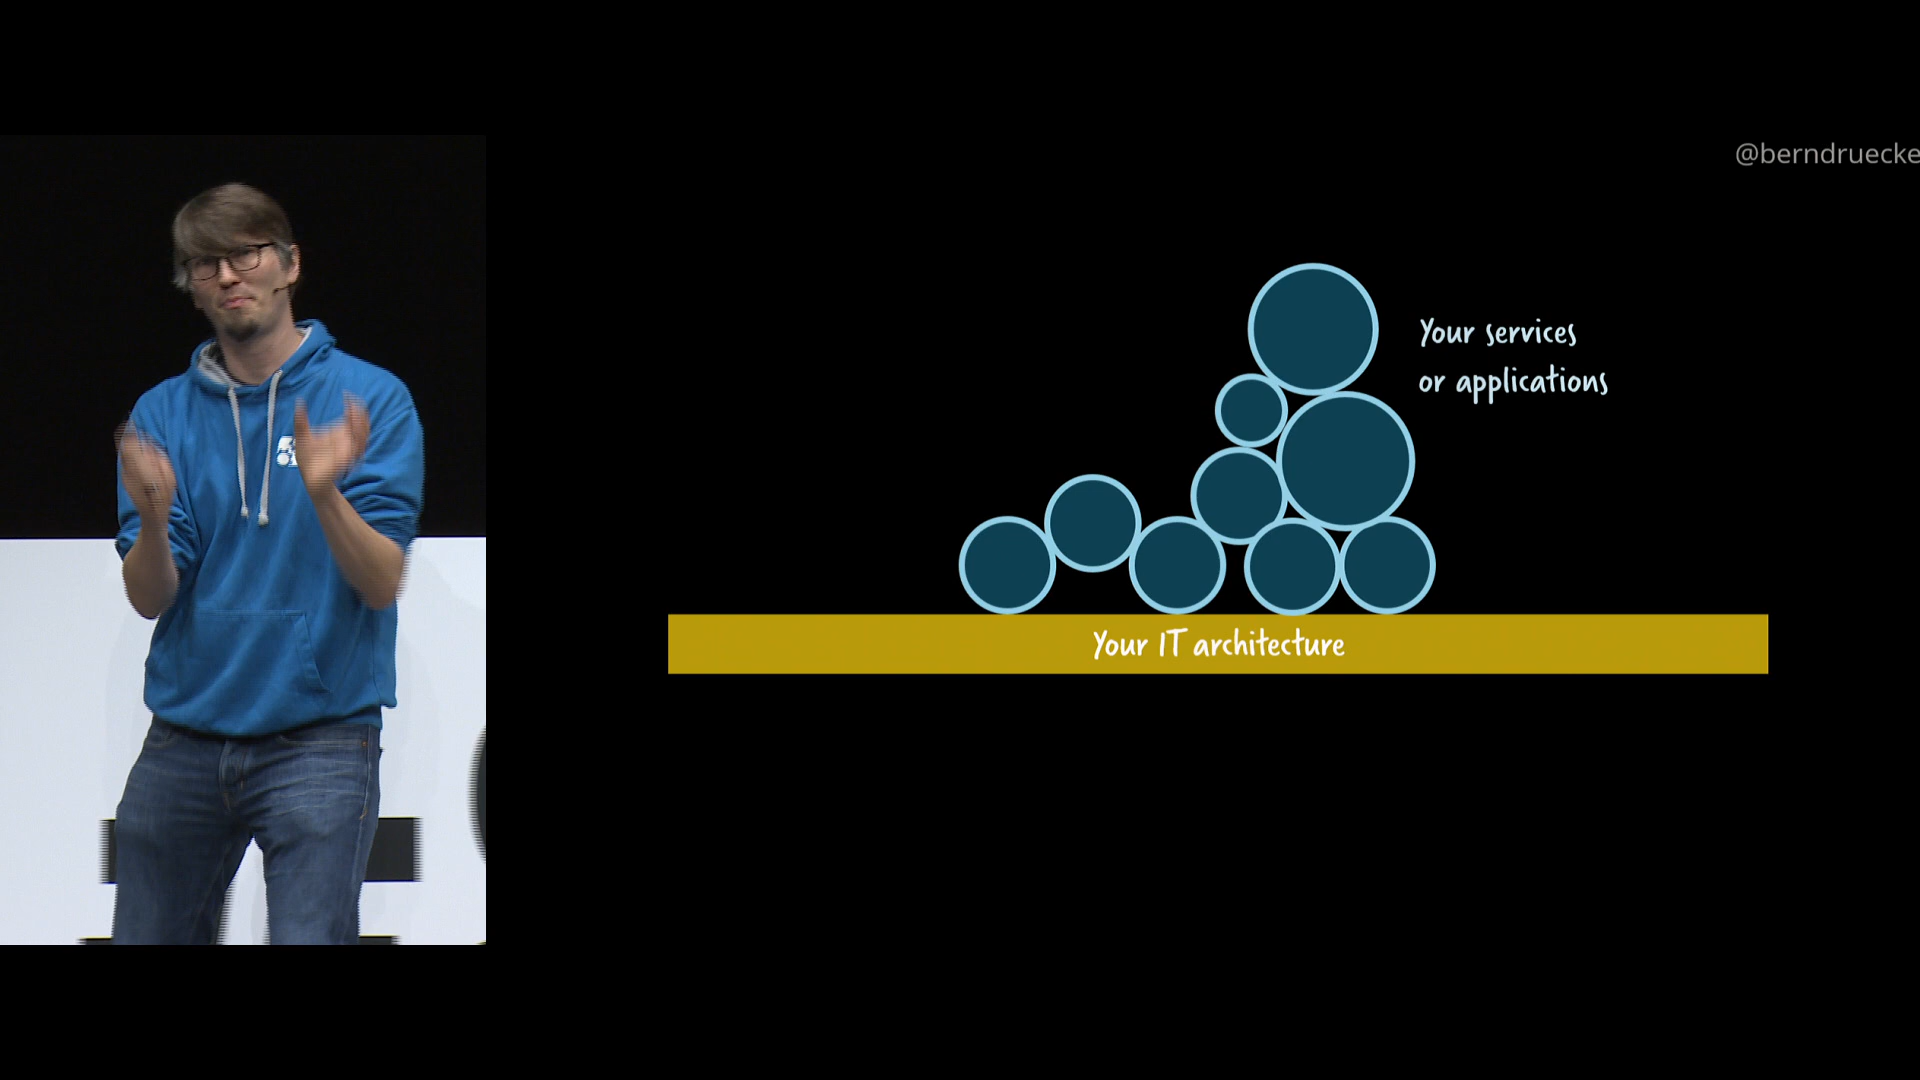 @berndruecke
Your services
or applications
Your IT architecture